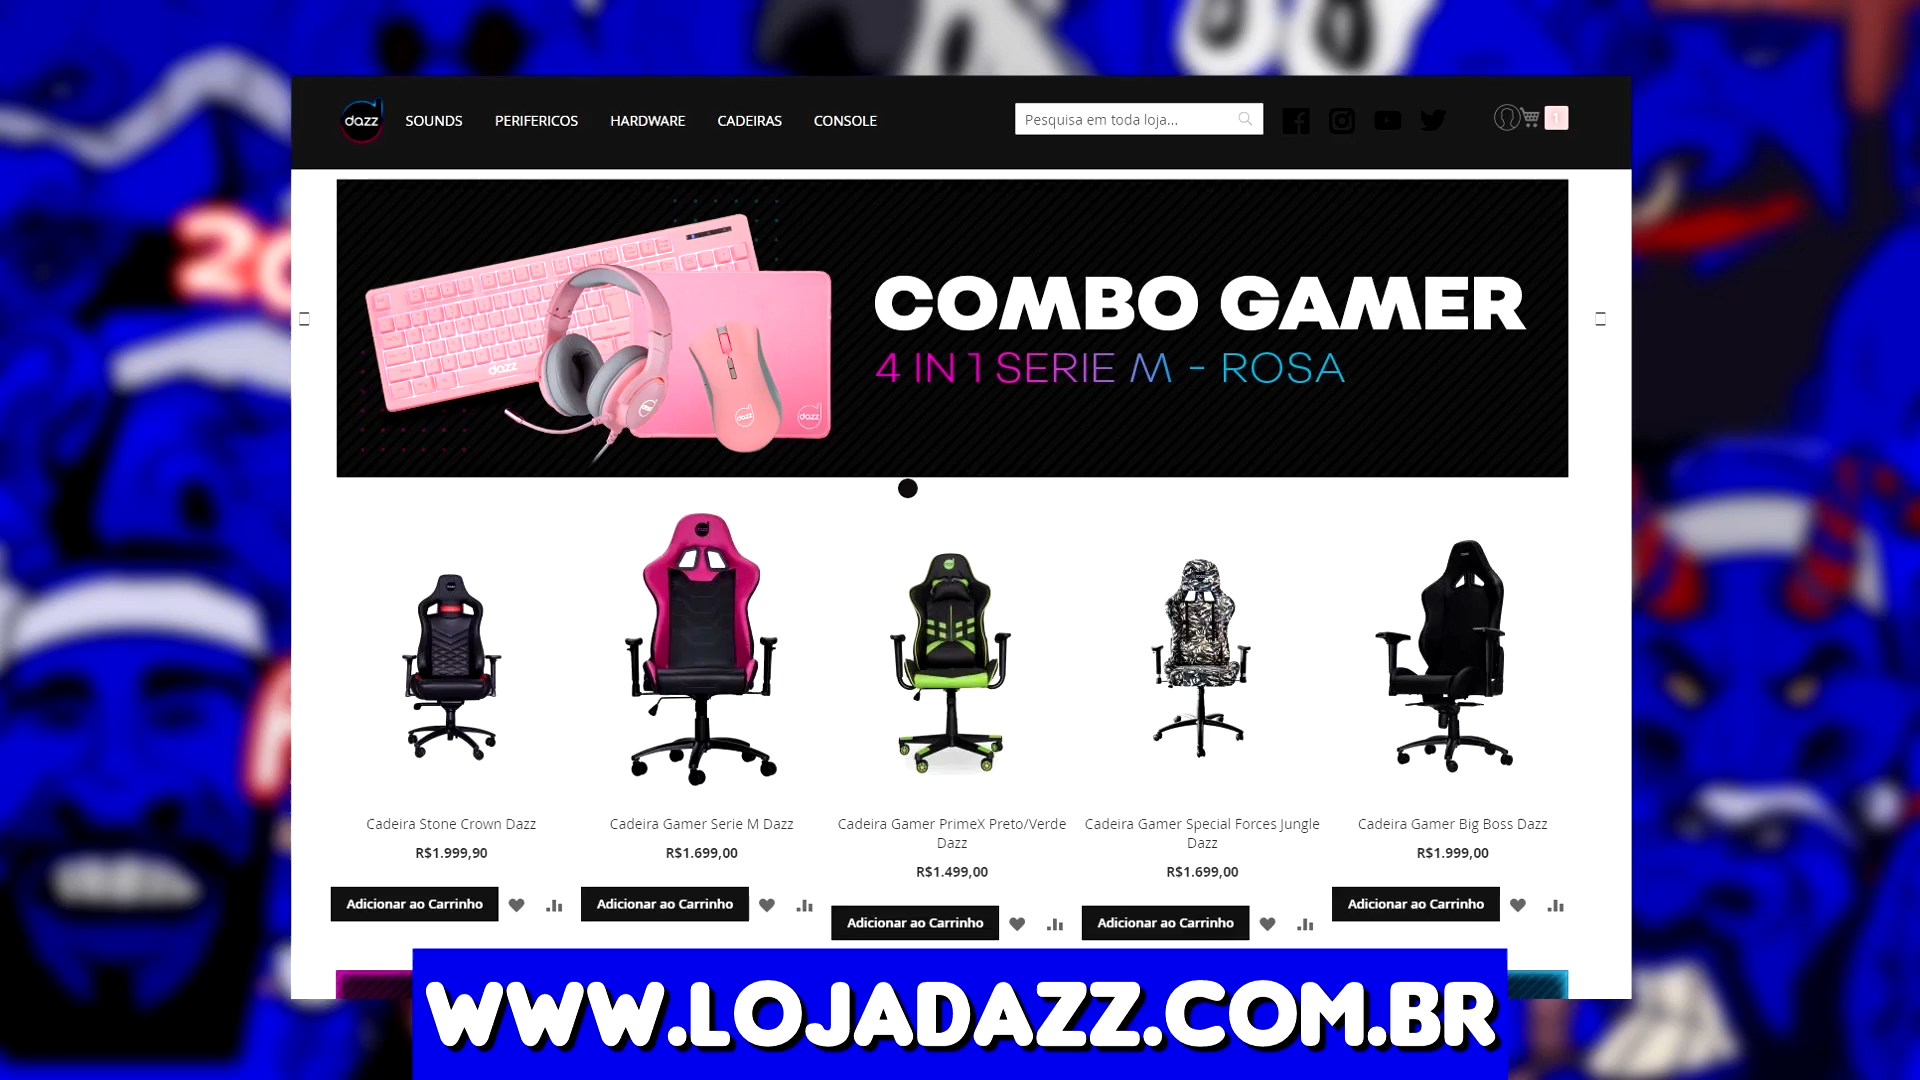 dazz
SOUNDS
PERIFERICOS
HARDWARE
CADEIRAS
CONSOLE
Pesquisa em toda loja...
1
COMBO GAMER
4 IN 1 SERIE M - ROSA
dazz
dazz
dazz
Cadeira Stone Crown Dazz
R$1.999,90
Adicionar ao Carrinho
Cadeira Gamer Serie M Dazz
R$1.699,00
Adicionar ao Carrinho
Cadeira Gamer PrimeX Preto/Verde
Dazz
R$1.499,00
Adicionar ao Carrinho
Cadeira Gamer Special Forces Jungle
Dazz
R$1.699,00
Adicionar ao Carrinho
Cadeira Gamer Big Boss Dazz
R$1.999,00
Adicionar ao Carrinho
WWW.LOJADAZZ.COM.BR